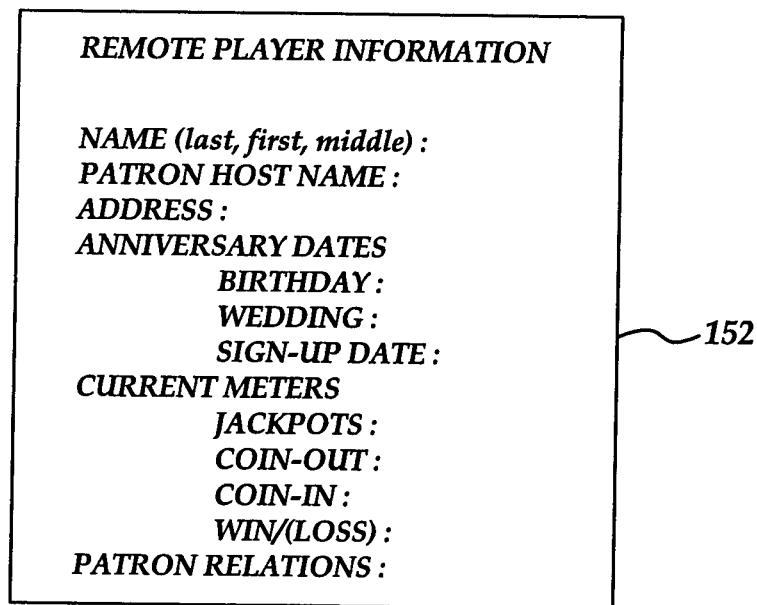 REMOTE PLAYER INFORMATION
NAME (last, first, middle) :
PATRON HOST NAME :
ADDRESS :
ANNIVERSARY DATES
BIRTHDAY :
WEDDING :
SIGN-UP DATE :
152
CURRENT METERS
JACKPOTS :
COIN-OUT :
COIN-IN :
WIN/(LOSS) :
PATRON RELATIONS :